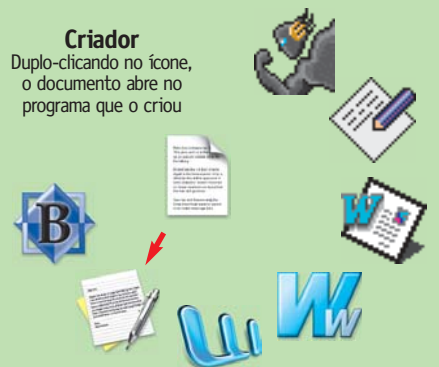 Criador
Duplo-clicando no ícone,
o documento abre no
programa que o criou
B
W
W
W